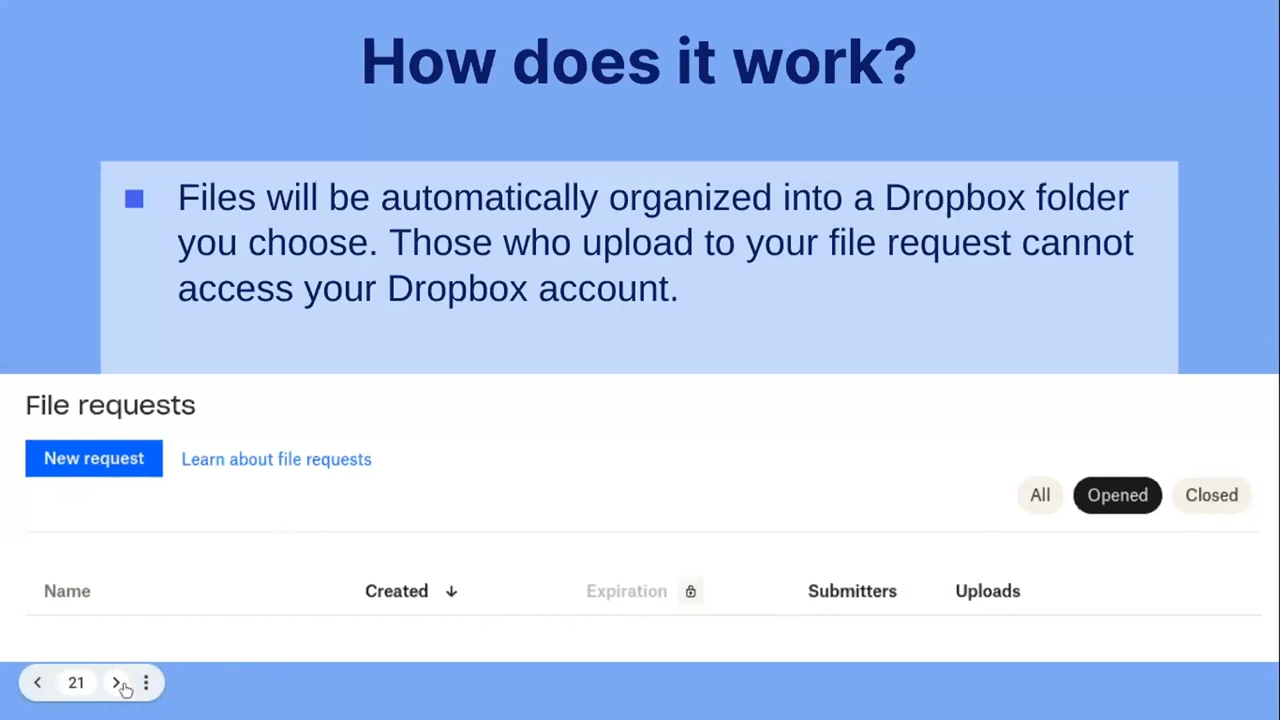 How does it work?
Files will be automatically organized into a Dropbox folder
you choose. Those who upload to your file request cannot
access your Dropbox account.
File requests
New request Learn about file requests
All Opened Closed
Name Created Expiration Submitters Uploads
21